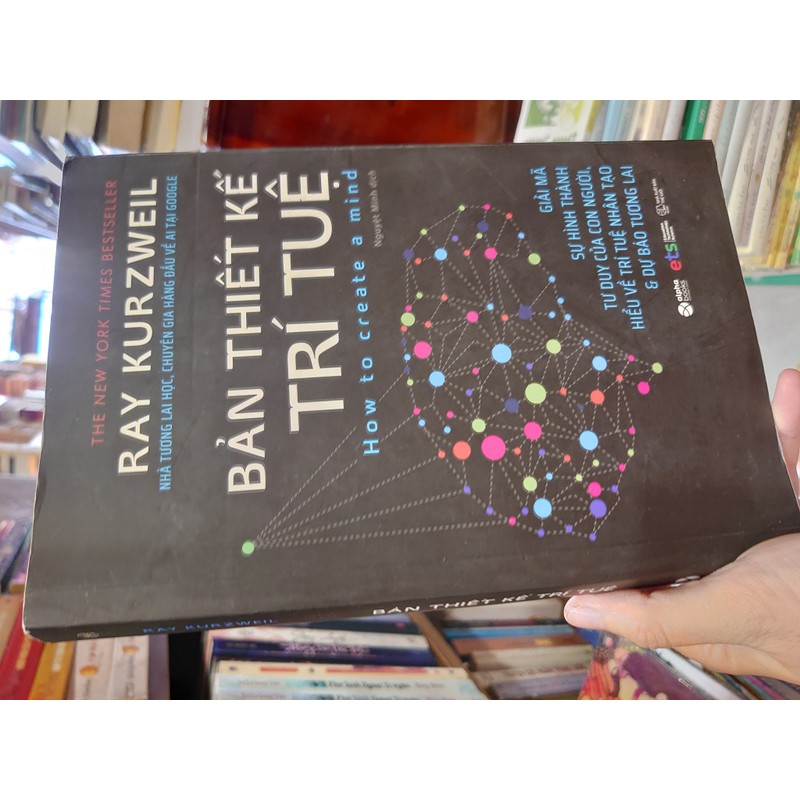 THE NEW YORK TIMES BESTSELLER
RAY KURZWEIL
NHÀ TƯƠNG LAI HỌC, CHUYÊN GIA HÀNG ĐẦU VỀ AI TẠI GOOGLE
BẢN THIẾT KẾ
TRÍ TUỆ
How to create a mind
Nguyệt Minh dịch
GIẢI MÃ
SỰ HÌNH THÀNH
TƯ DUY CỦA CON NGƯỜI,
HIỂU VỀ TRÍ TUỆ NHÂN TẠO
& DỰ BÁO TƯƠNG LAI
alpha books
ets
RAY KURZWEIL
BẢN THIẾT KẾ TRÍ TUỆ